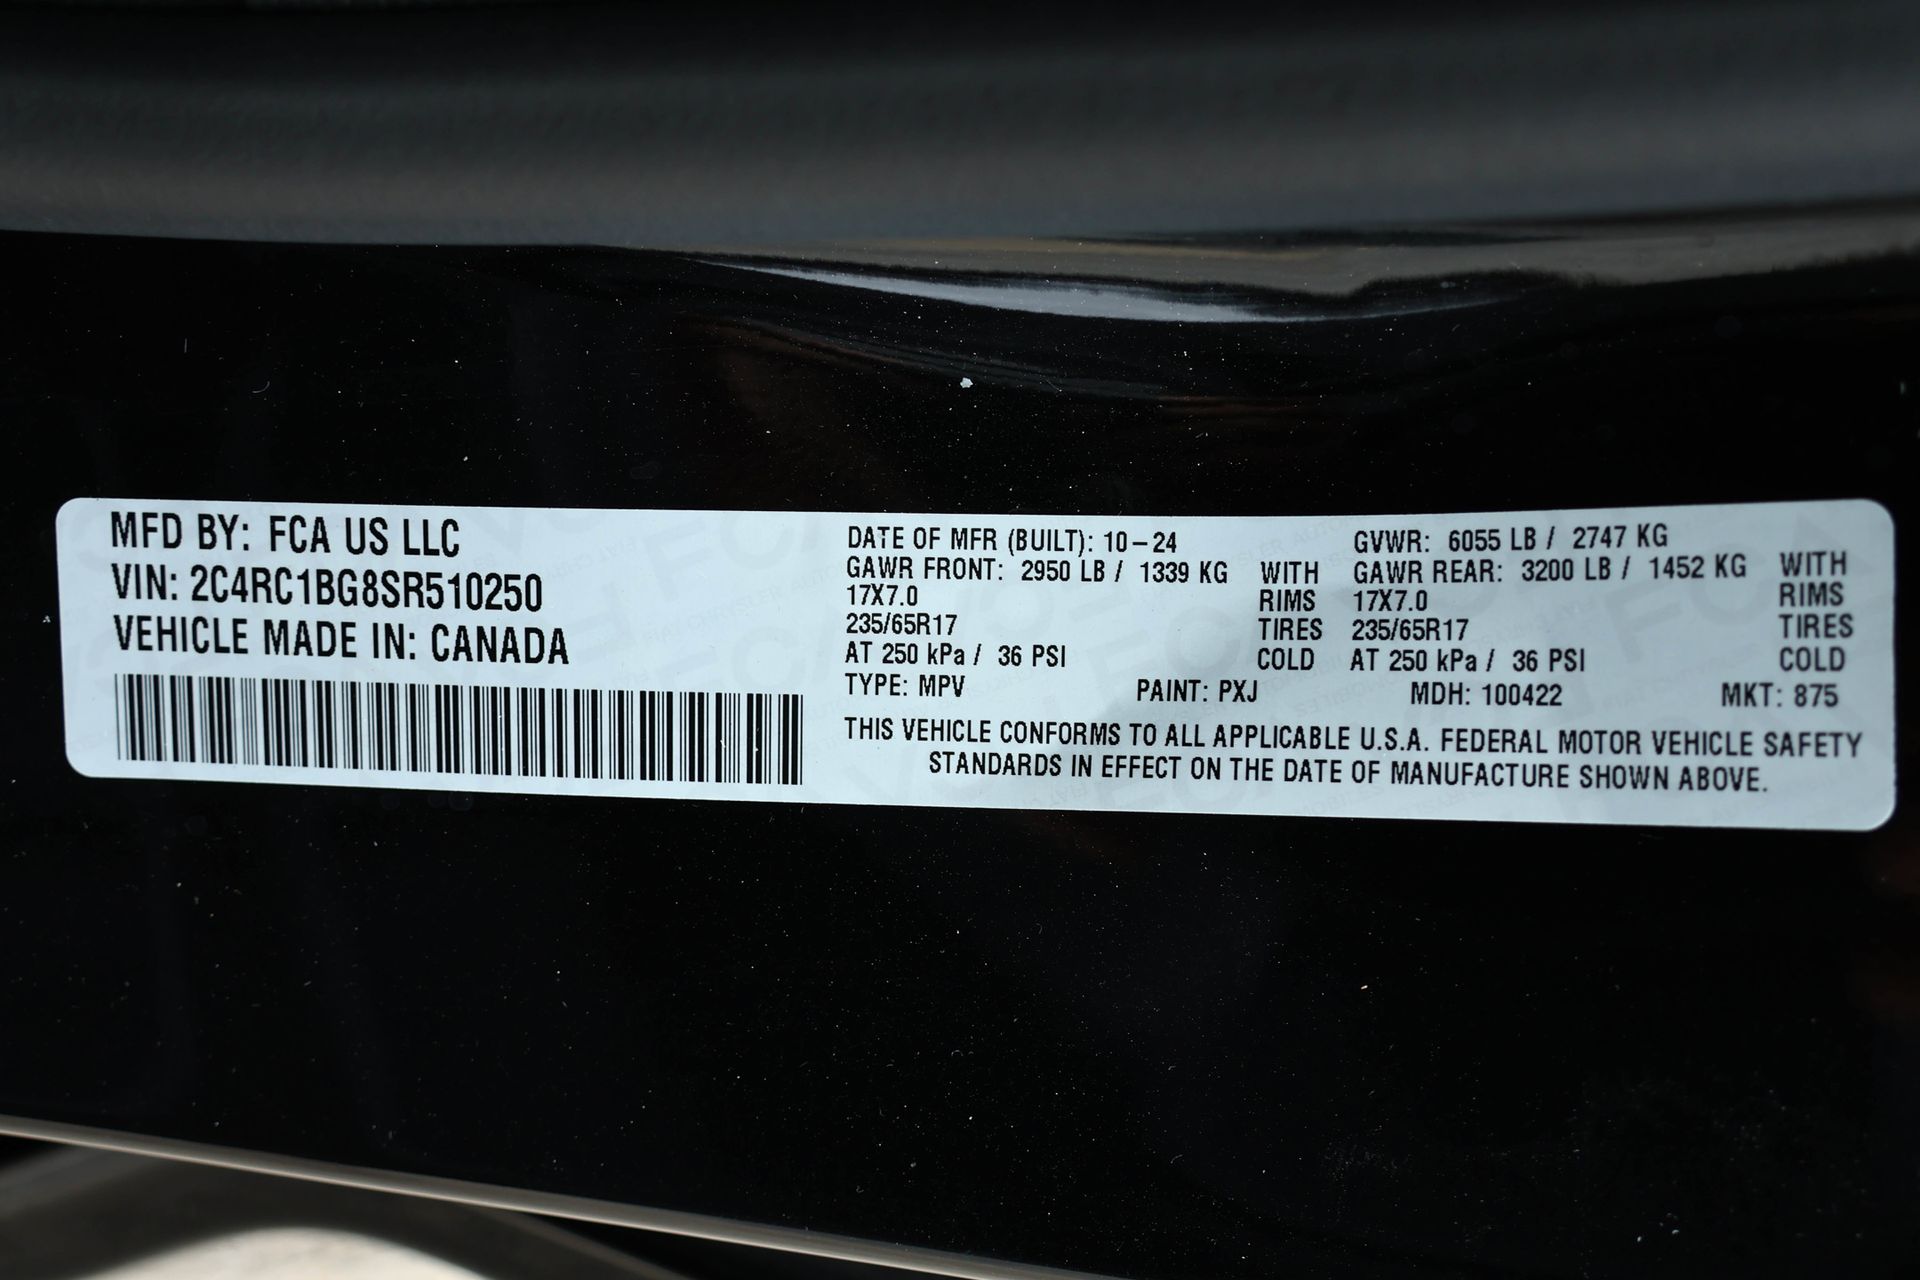 MFD BY: FCA US LLC
VIN: 2C4RC1BG8SR510250
VEHICLE MADE IN: CANADA
DATE OF MFR (BUILT): 10-24 GVWR: 6055 LB / 2747 KG
GAWR FRONT: 2950 LB / 1339 KG WITH GAWR REAR: 3200 LB / 1452 KG WITH
17X7.0 RIMS 17X7.0 RIMS
235/65R17 TIRES 235/65R17 TIRES
AT 250 kPa / 36 PSI COLD AT 250 kPa / 36 PSI COLD
TYPE: MPV PAINT: PXJ MDH: 100422 MKT: 875
THIS VEHICLE CONFORMS TO ALL APPLICABLE U.S.A. FEDERAL MOTOR VEHICLE SAFETY
STANDARDS IN EFFECT ON THE DATE OF MANUFACTURE SHOWN ABOVE.